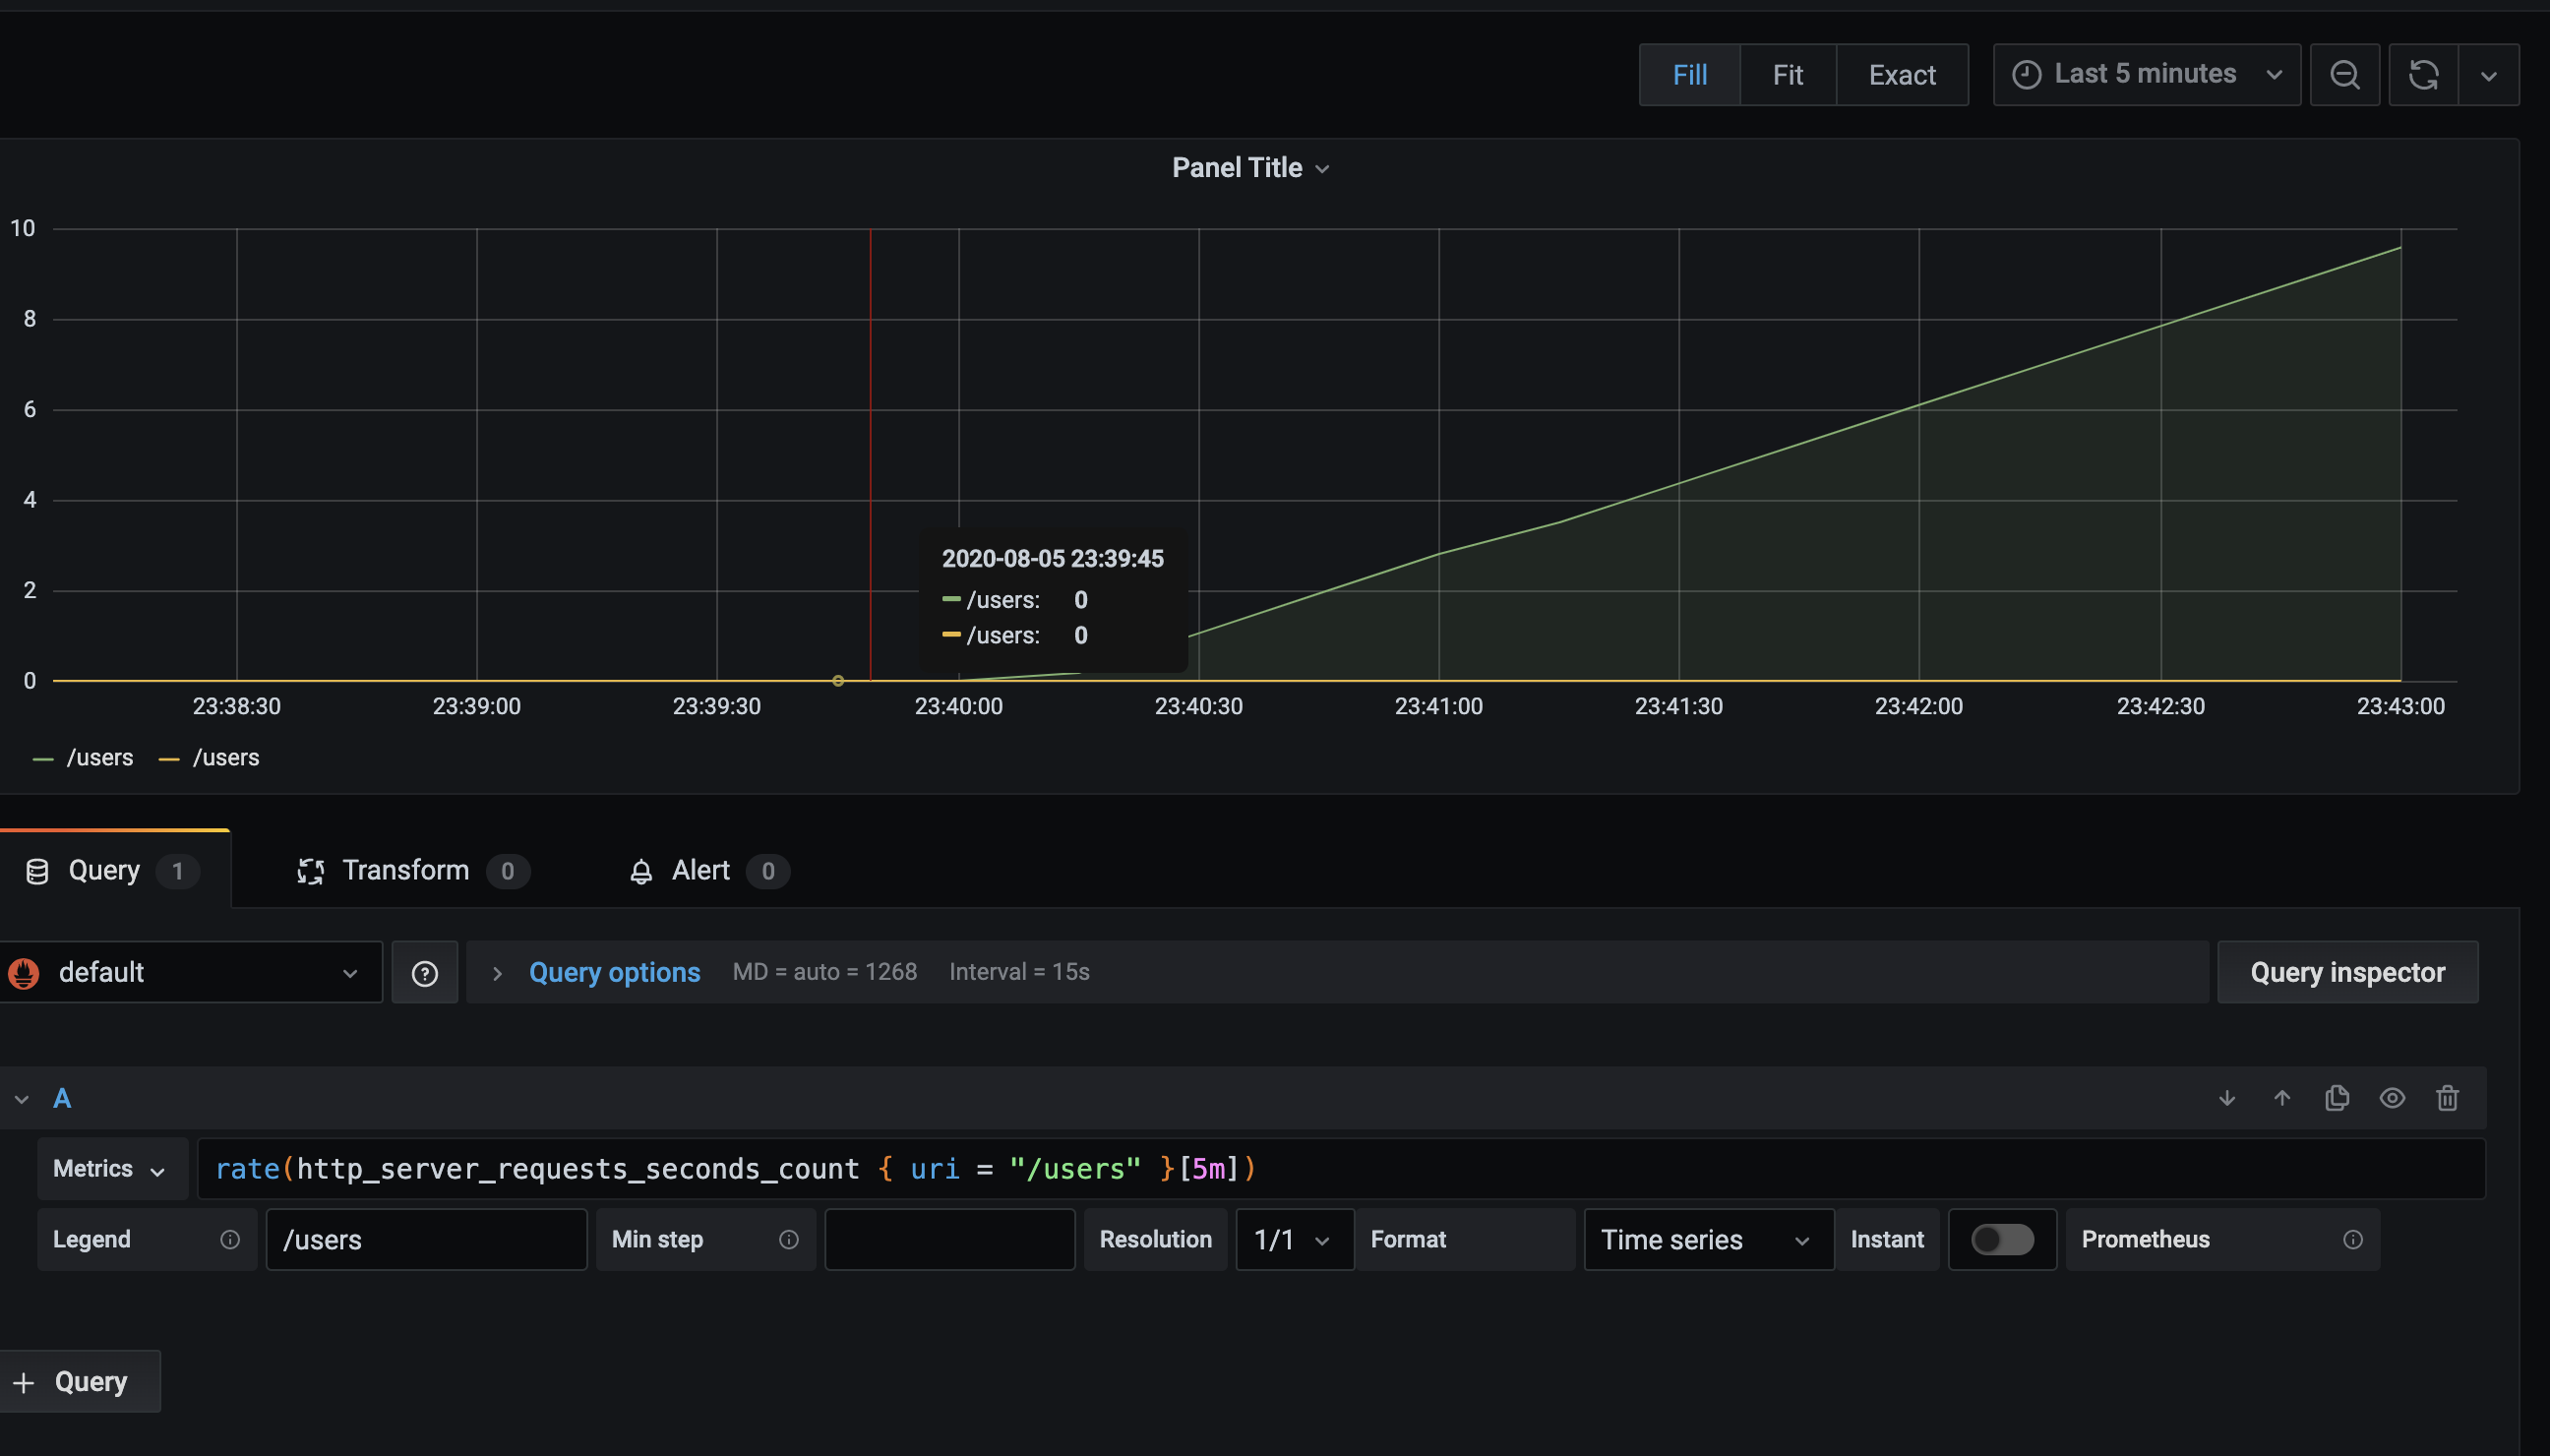 Fill Fit Exact Last 5 minutes
Panel Title
10
8
6
4
2
0
2020-08-05 23:39:45
/users: 0
/users: 0
23:38:30 23:39:00 23:39:30 23:40:00 23:40:30 23:41:00 23:41:30 23:42:00 23:42:30 23:43:00
/users /users
Query 1 Transform 0 Alert 0
default Query options MD = auto = 1268 Interval = 15s Query inspector
A
Metrics rate(http_server_requests_seconds_count { uri = "/users" }[5m])
Legend /users Min step Resolution 1/1 Format Time series Instant Prometheus
+ Query